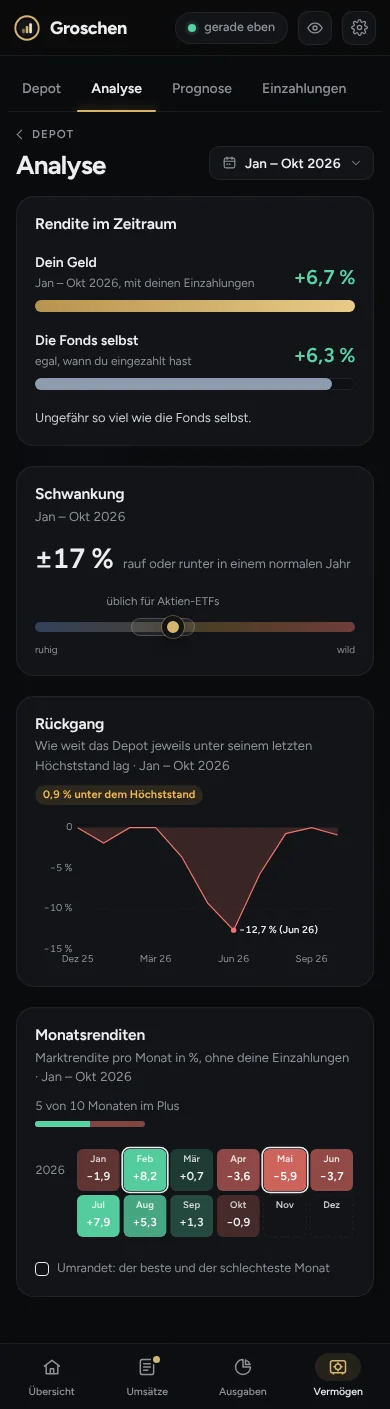 Groschen
gerade eben
Depot
Analyse
Prognose
Einzahlungen
DEPOT
Analyse
Jan – Okt 2026
Rendite im Zeitraum
Dein Geld
Jan – Okt 2026, mit deinen Einzahlungen
+6,7 %
Die Fonds selbst
egal, wann du eingezahlt hast
+6,3 %
Ungefähr so viel wie die Fonds selbst.
Schwankung
Jan – Okt 2026
±17 % rauf oder runter in einem normalen Jahr
üblich für Aktien-ETFs
ruhig
wild
Rückgang
Wie weit das Depot jeweils unter seinem letzten
Höchststand lag · Jan – Okt 2026
0,9 % unter dem Höchststand
0
−5 %
−10 %
−15 %
−12,7 % (Jun 26)
Dez 25
Mär 26
Jun 26
Sep 26
Monatsrenditen
Marktrendite pro Monat in %, ohne deine Einzahlungen
· Jan – Okt 2026
5 von 10 Monaten im Plus
2026
Jan
−1,9
Feb
+8,2
Mär
+0,7
Apr
−3,6
Mai
−5,9
Jun
−3,7
Jul
+7,9
Aug
+5,3
Sep
+1,3
Okt
−0,9
Nov
Dez
Umrandet: der beste und der schlechteste Monat
Übersicht
Umsätze
Ausgaben
Vermögen